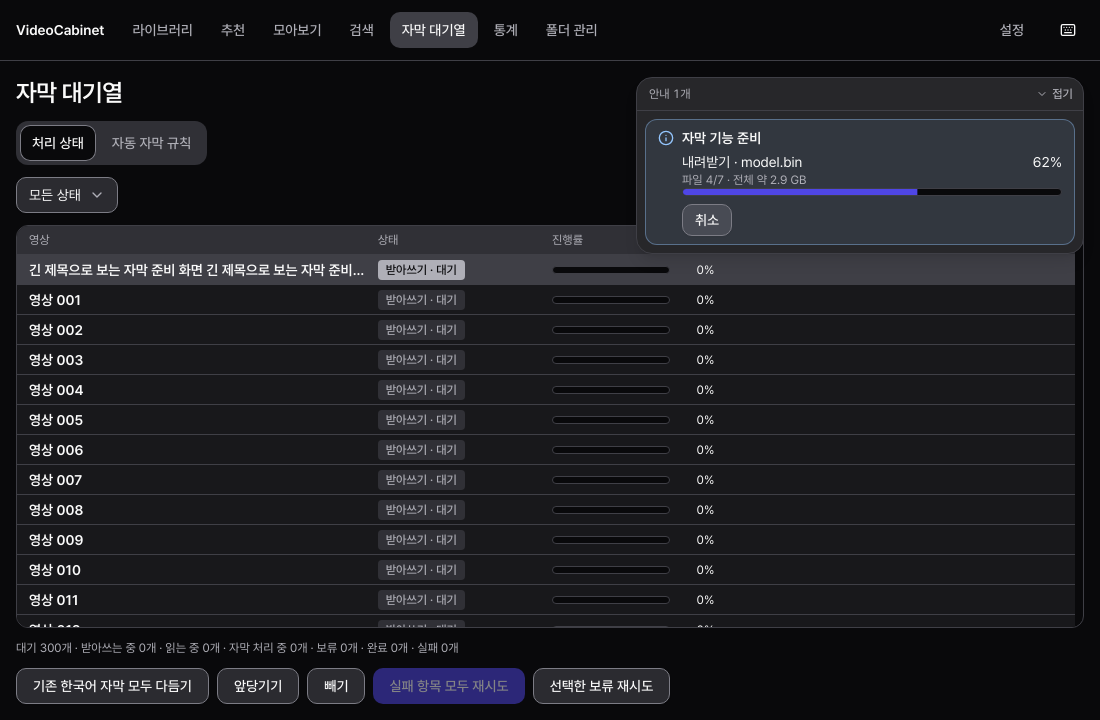 VideoCabinet 라이브러리 추천 모아보기 검색 자막 대기열 통계 폴더 관리 설정
자막 대기열
안내 1개 접기
자막 기능 준비
내려받기 · model.bin 62%
파일 4/7 · 전체 약 2.9 GB
취소
처리 상태 자동 자막 규칙
모든 상태
영상 상태 진행률
긴 제목으로 보는 자막 준비 화면 긴 제목으로 보는 자막 준비... 받아쓰기 · 대기 0%
영상 001 받아쓰기 · 대기 0%
영상 002 받아쓰기 · 대기 0%
영상 003 받아쓰기 · 대기 0%
영상 004 받아쓰기 · 대기 0%
영상 005 받아쓰기 · 대기 0%
영상 006 받아쓰기 · 대기 0%
영상 007 받아쓰기 · 대기 0%
영상 008 받아쓰기 · 대기 0%
영상 009 받아쓰기 · 대기 0%
영상 010 받아쓰기 · 대기 0%
영상 011 받아쓰기 · 대기 0%
대기 300개 · 받아쓰는 중 0개 · 읽는 중 0개 · 자막 처리 중 0개 · 보류 0개 · 완료 0개 · 실패 0개
기존 한국어 자막 모두 다듬기 앞당기기 빼기 실패 항목 모두 재시도 선택한 보류 재시도